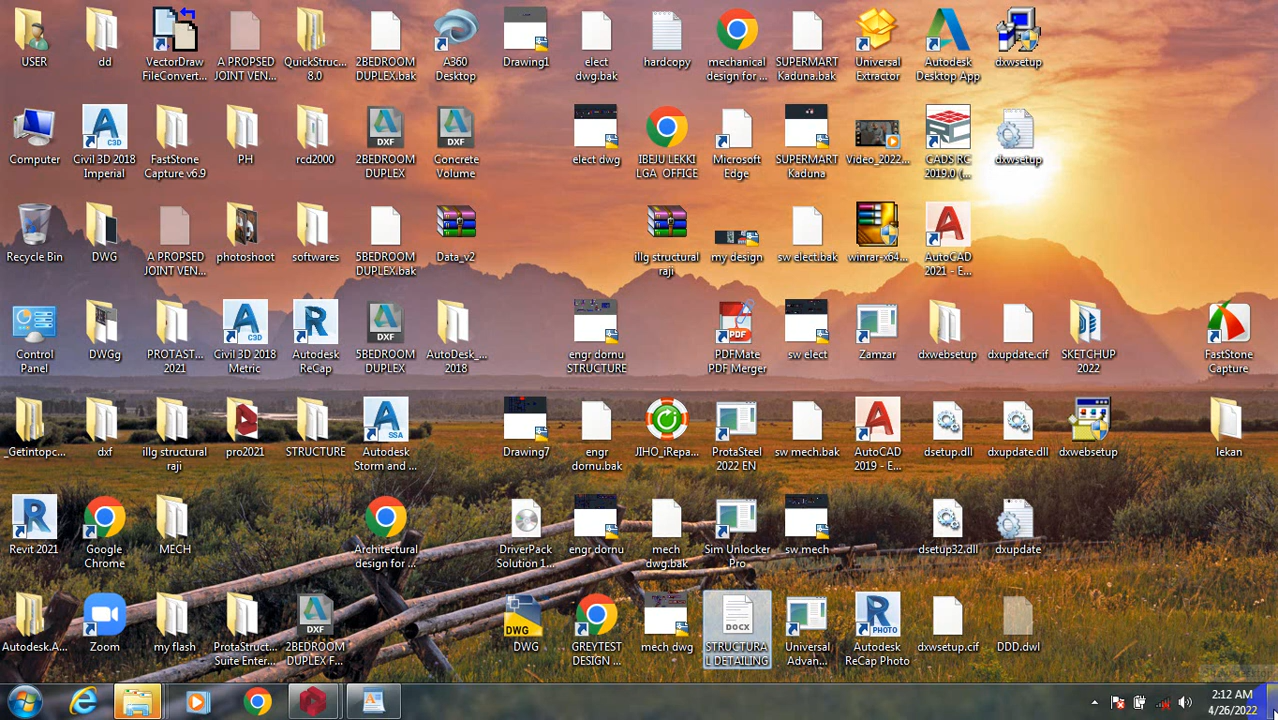 USER
dd
VectorDraw
FileConvert...
A PROPSED
JOINT VEN...
QuickStruc...
8.0
2BEDROOM
DUPLEX.bak
A360
Desktop
Drawing1
elect
dwg.bak
hardcopy
mechanical
design for ...
SUPERMART
Kaduna.bak
Universal
Extractor
Autodesk
Desktop App
dxwsetup
Computer
Civil 3D 2018
Imperial
FastStone
Capture v6.9
PH
rcd2000
2BEDROOM
DUPLEX
Concrete
Volume
elect dwg
IBEJU LEKKI
LGA OFFICE
Microsoft
Edge
SUPERMART
Kaduna
Video_2022...
CADS RC
2019.0 (...
dxwsetup
Recycle Bin
DWG
A PROPSED
JOINT VEN...
photoshoot
softwares
5BEDROOM
DUPLEX.bak
Data_v2
illg structural
raji
my design
sw elect.bak
winrar-x64...
AutoCAD
2021 - E...
Control
Panel
DWGg
PROTAST...
2021
Civil 3D 2018
Metric
Autodesk
ReCap
5BEDROOM
DUPLEX
AutoDesk_...
2018
engr dornu
STRUCTURE
PDFMate
PDF Merger
sw elect
Zamzar
dxwebsetup
dxupdate.cif
SKETCHUP
2022
FastStone
Capture
_Getintopc...
dxf
illg structural
raji
pro2021
STRUCTURE
Autodesk
Storm and ...
Drawing7
engr
dornu.bak
JIHO_iRepa...
ProtaSteel
2022 EN
sw mech.bak
AutoCAD
2019 - E...
dsetup.dll
dxupdate.dll
dxwebsetup
lekan
Revit 2021
Google
Chrome
MECH
Architectural
design for ...
DriverPack
Solution 1...
engr dornu
mech
dwg.bak
Sim Unlocker
Pro
sw mech
dsetup32.dll
dxupdate
Autodesk.A...
Zoom
my flash
ProtaStruct...
Suite Enter...
2BEDROOM
DUPLEX F...
DWG
GREYTEST
DESIGN ...
mech dwg
STRUCTURA
L DETAILING
Universal
Advan...
Autodesk
ReCap Photo
dxwsetup.cif
DDD.dwl
2:12 AM
4/26/2022